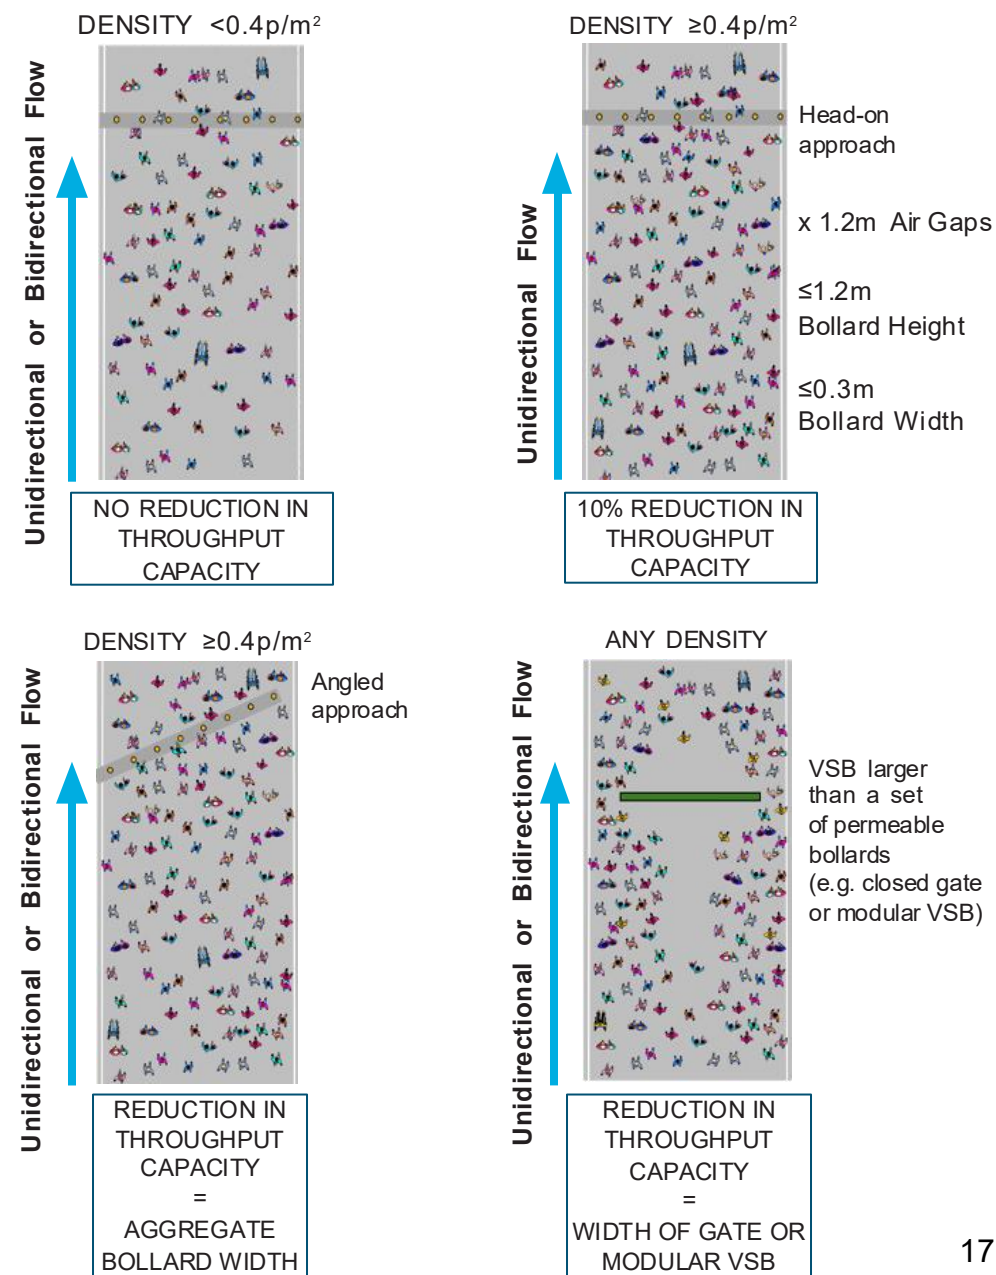 DENSITY <0.4p/m²
Unidirectional or Bidirectional Flow
NO REDUCTION IN
THROUGHPUT
CAPACITY
DENSITY ≥0.4p/m²
Unidirectional Flow
Head-on
approach
x 1.2m Air Gaps
≤1.2m
Bollard Height
≤0.3m
Bollard Width
10% REDUCTION IN
THROUGHPUT
CAPACITY
DENSITY ≥0.4p/m²
Unidirectional or Bidirectional Flow
Angled
approach
REDUCTION IN
THROUGHPUT
CAPACITY
=
AGGREGATE
BOLLARD WIDTH
ANY DENSITY
Unidirectional or Bidirectional Flow
VSB larger
than a set
of permeable
bollards
(e.g. closed gate
or modular VSB)
REDUCTION IN
THROUGHPUT
CAPACITY
=
WIDTH OF GATE OR
MODULAR VSB
17